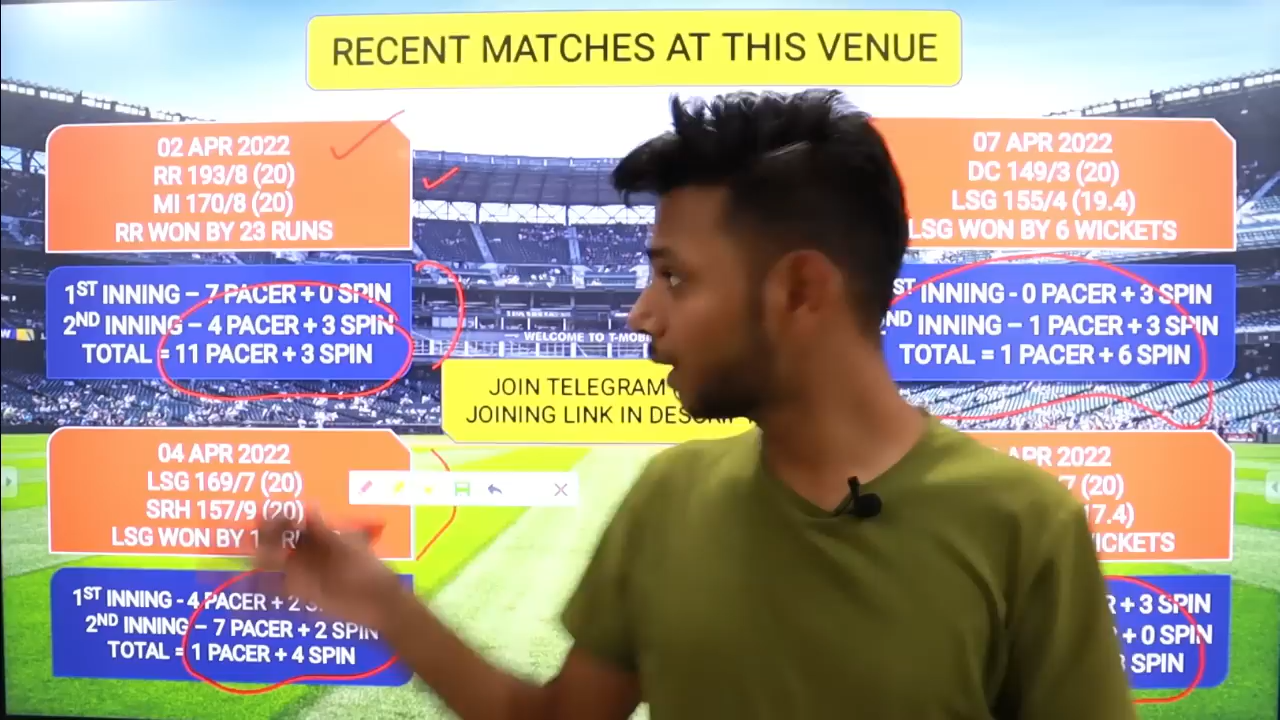 RECENT MATCHES AT THIS VENUE
02 APR 2022
RR 193/8 (20)
MI 170/8 (20)
RR WON BY 23 RUNS
1ST INNING – 7 PACER + 0 SPIN
2ND INNING – 4 PACER + 3 SPIN
TOTAL = 11 PACER + 3 SPIN
07 APR 2022
DC 149/3 (20)
LSG 155/4 (19.4)
LSG WON BY 6 WICKETS
INNING - 0 PACER + 3 SPIN
INNING – 1 PACER + 3 SPIN
TOTAL = 1 PACER + 6 SPIN
WELCOME TO
JOIN TELEGRAM
JOINING LINK IN
04 APR 2022
LSG 169/7 (20)
SRH 157/9 (20)
LSG WON BY
1ST INNING - 4 PACER + 2
2ND INNING – 7 PACER + 2 SPIN
TOTAL = 1 PACER + 4 SPIN
APR 2022
(20)
+ 3 SPIN
+ 0 SPIN
SPIN